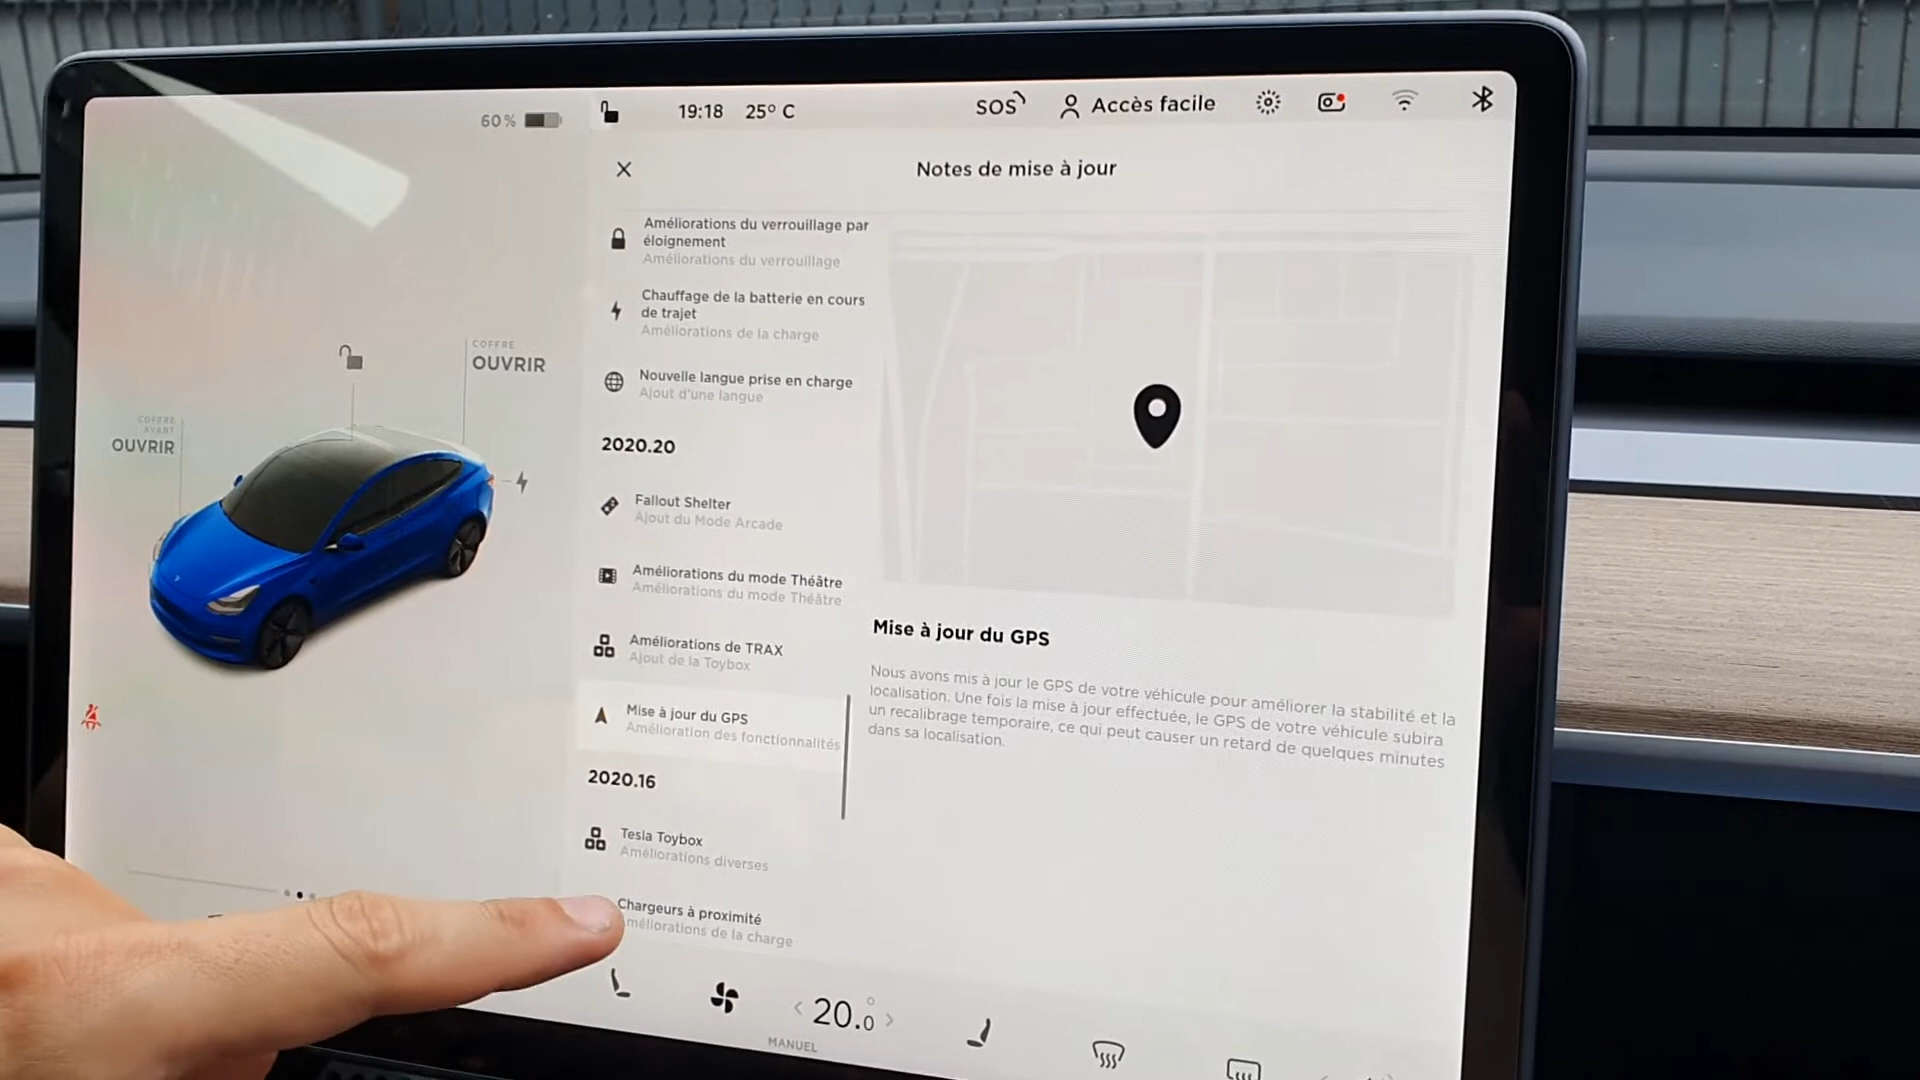 60 %
19:18 25° C
SOS
Accès facile
Notes de mise à jour
COFFRE
OUVRIR
COFFRE
AVANT
OUVRIR
Améliorations du verrouillage par
éloignement
Améliorations du verrouillage
Chauffage de la batterie en cours
de trajet
Améliorations de la charge
Nouvelle langue prise en charge
Ajout d'une langue
2020.20
Fallout Shelter
Ajout du Mode Arcade
Améliorations du mode Théâtre
Améliorations du mode Théâtre
Améliorations de TRAX
Ajout de la Toybox
Mise à jour du GPS
Amélioration des fonctionnalités
2020.16
Tesla Toybox
Améliorations diverses
Chargeurs à proximité
méliorations de la charge
Mise à jour du GPS
Nous avons mis à jour le GPS de votre véhicule pour améliorer la stabilité et la
localisation. Une fois la mise à jour effectuée, le GPS de votre véhicule subira
un recalibrage temporaire, ce qui peut causer un retard de quelques minutes
dans sa localisation.
20.0°
MANUEL